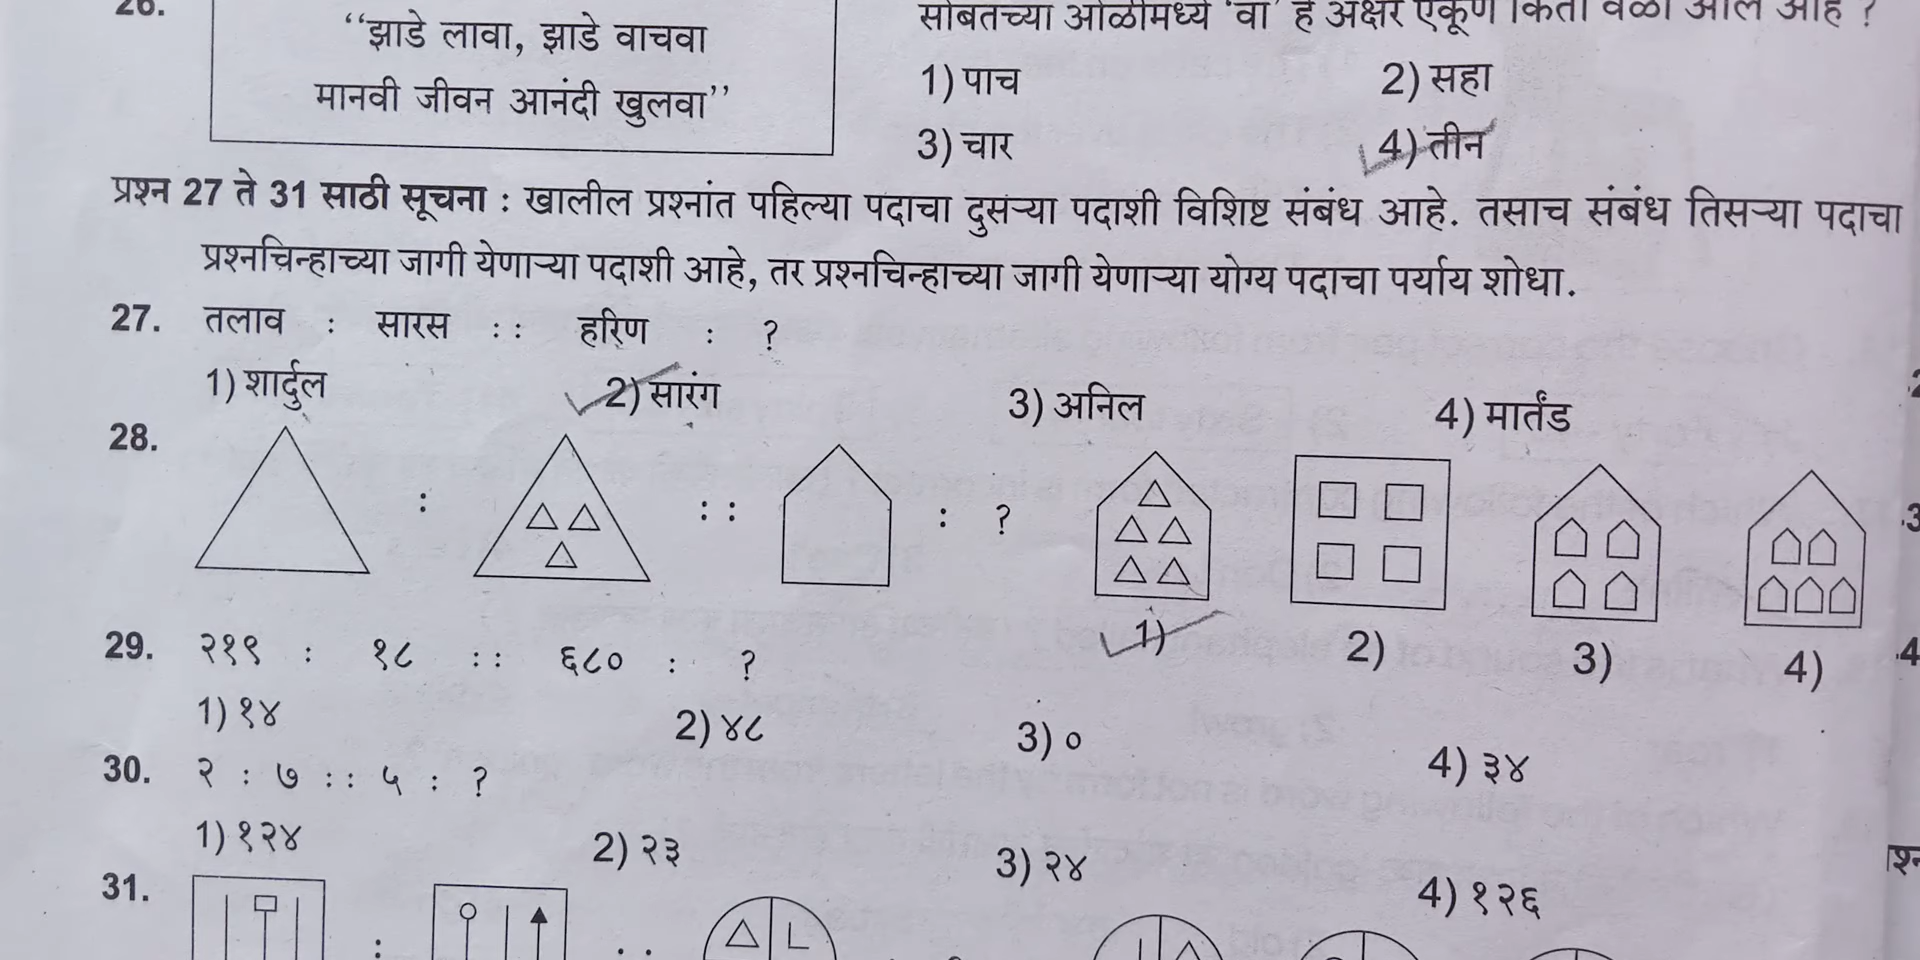 26.
सोबतच्या ओळीमध्ये 'वा' हे अक्षर एकूण किती वेळा आले आहे ?
“झाडे लावा, झाडे वाचवा
मानवी जीवन आनंदी खुलवा”
1) पाच 2) सहा
3) चार 4) तीन
प्रश्न 27 ते 31 साठी सूचना : खालील प्रश्नांत पहिल्या पदाचा दुसऱ्या पदाशी विशिष्ट संबंध आहे. तसाच संबंध तिसऱ्या पदाचा
प्रश्नचिन्हाच्या जागी येणाऱ्या पदाशी आहे, तर प्रश्नचिन्हाच्या जागी येणाऱ्या योग्य पदाचा पर्याय शोधा.
27. तलाव : सारस :: हरिण : ?
1) शार्दुल 2) सारंग 3) अनिल 4) मार्तंड
28. : :: : ?
1) 2) 3) 4)
29. २१९ : १८ :: ६८० : ?
1) १४ 2) ४८ 3) ० 4) ३४
30. २ : ७ :: ५ : ?
1) १२४ 2) २३ 3) २४ 4) १२६
31. :